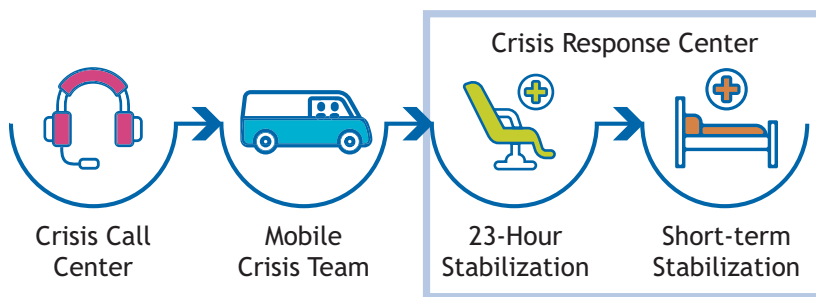 Crisis Response Center
Crisis Call
Center
Mobile
Crisis Team
23-Hour
Stabilization
Short-term
Stabilization